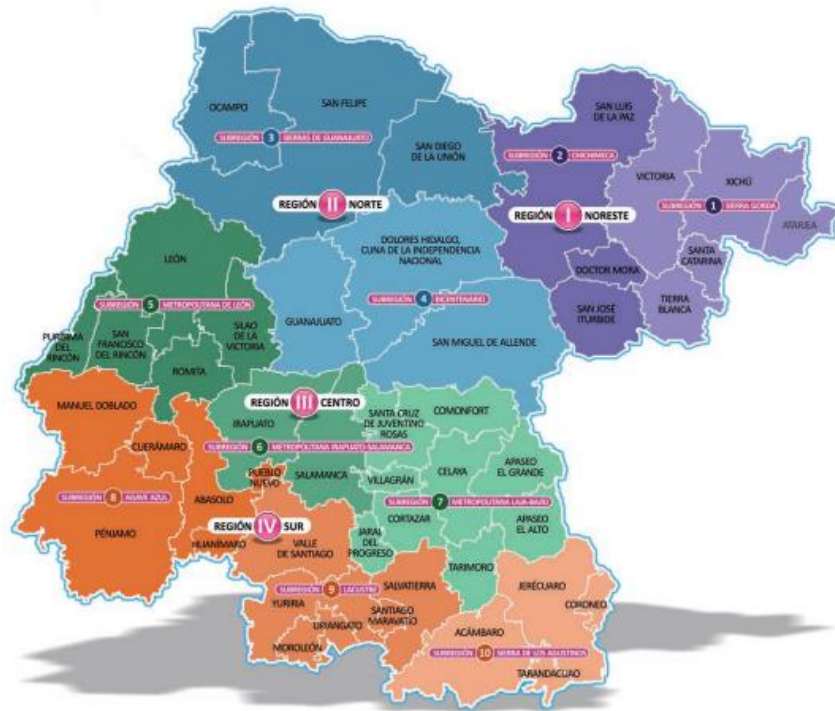 OCAMPO
SAN FELIPE
SUBREGIÓN 3 SIERRAS DE GUANAJUATO
SAN DIEGO
DE LA UNIÓN
REGIÓN II NORTE
SAN LUIS
DE LA PAZ
SUBREGIÓN 2 CHICHIMECA
VICTORIA
XICHÚ
SUBREGIÓN 1 SIERRA GORDA
ATARJEA
REGIÓN I NORESTE
SANTA
CATARINA
DOCTOR MORA
TIERRA
BLANCA
SAN JOSÉ
ITURBIDE
DOLORES HIDALGO,
CUNA DE LA INDEPENDENCIA
NACIONAL
SUBREGIÓN 4 BICENTENARIO
GUANAJUATO
SAN MIGUEL DE ALLENDE
LEÓN
SUBREGIÓN 5 METROPOLITANA DE LEÓN
PURÍSIMA
DEL
RINCÓN
SAN
FRANCISCO
DEL RINCÓN
SILAO
DE LA
VICTORIA
ROMITA
REGIÓN III CENTRO
IRAPUATO
SUBREGIÓN 6 METROPOLITANA IRAPUATO-SALAMANCA
SALAMANCA
SANTA CRUZ
DE JUVENTINO
ROSAS
COMONFORT
VILLAGRÁN
CELAYA
APASEO
EL GRANDE
SUBREGIÓN 7 METROPOLITANA LAJA-BAJÍO
CORTAZAR
APASEO
EL ALTO
JARAL
DEL
PROGRESO
TARIMORO
MANUEL DOBLADO
CUERÁMARO
PUEBLO
NUEVO
SUBREGIÓN 8 AGAVE AZUL
ABASOLO
PÉNJAMO
HUANÍMARO
REGIÓN IV SUR
VALLE
DE SANTIAGO
SUBREGIÓN 9 LACUSTRE
SALVATIERRA
YURIRIA
SANTIAGO
MARAVATÍO
URIANGATO
MOROLEÓN
JERÉCUARO
CORONEO
ACÁMBARO
SUBREGIÓN 10 SIERRA DE LOS AGUSTINOS
TARANDACUAO